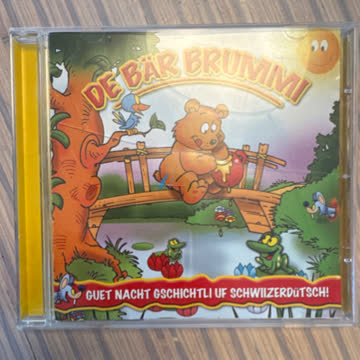 DE BÄR BRUMMI
GUET NACHT GSCHICHTLI UF SCHWIIZERDÜTSCH!